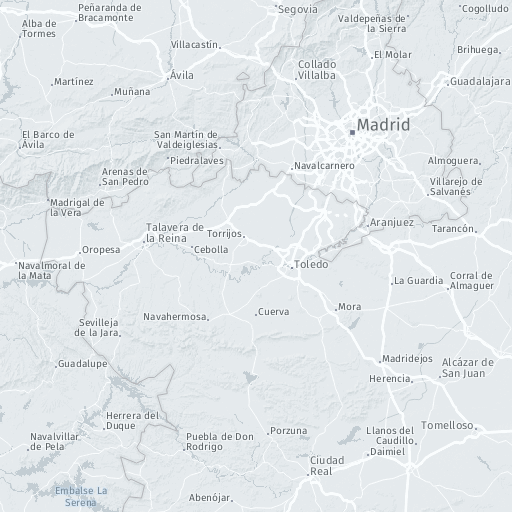 Peñaranda de
Bracamonte
Segovia
Cogolludo
Alba de
Tormes
Valdepeñas de
la Sierra
Villacastín
El Molar
Brihuega
Collado
Villalba
Ávila
Martínez
Guadalajara
Muñana
Madrid
El Barco de
Ávila
San Martín de
Valdeiglesias
Piedralaves
Almoguera
Navalcarnero
Arenas de
San Pedro
Villarejo de
Salvanés
Madrigal de
la Vera
Aranjuez
Talavera de
la Reina
Torrijos
Tarancón
Oropesa
Cebolla
Navalmoral de
la Mata
Toledo
La Guardia
Corral de
Almaguer
Mora
Cuerva
Navahermosa
Sevilleja
de la Jara
Guadalupe
Madridejos
Alcázar de
San Juan
Herencia
Herrera del
Duque
Tomelloso
Porzuna
Llanos del
Caudillo
Navalvillar
de Pela
Puebla de Don
Rodrigo
Daimiel
Ciudad
Real
Embalse La
Serena
Abenójar